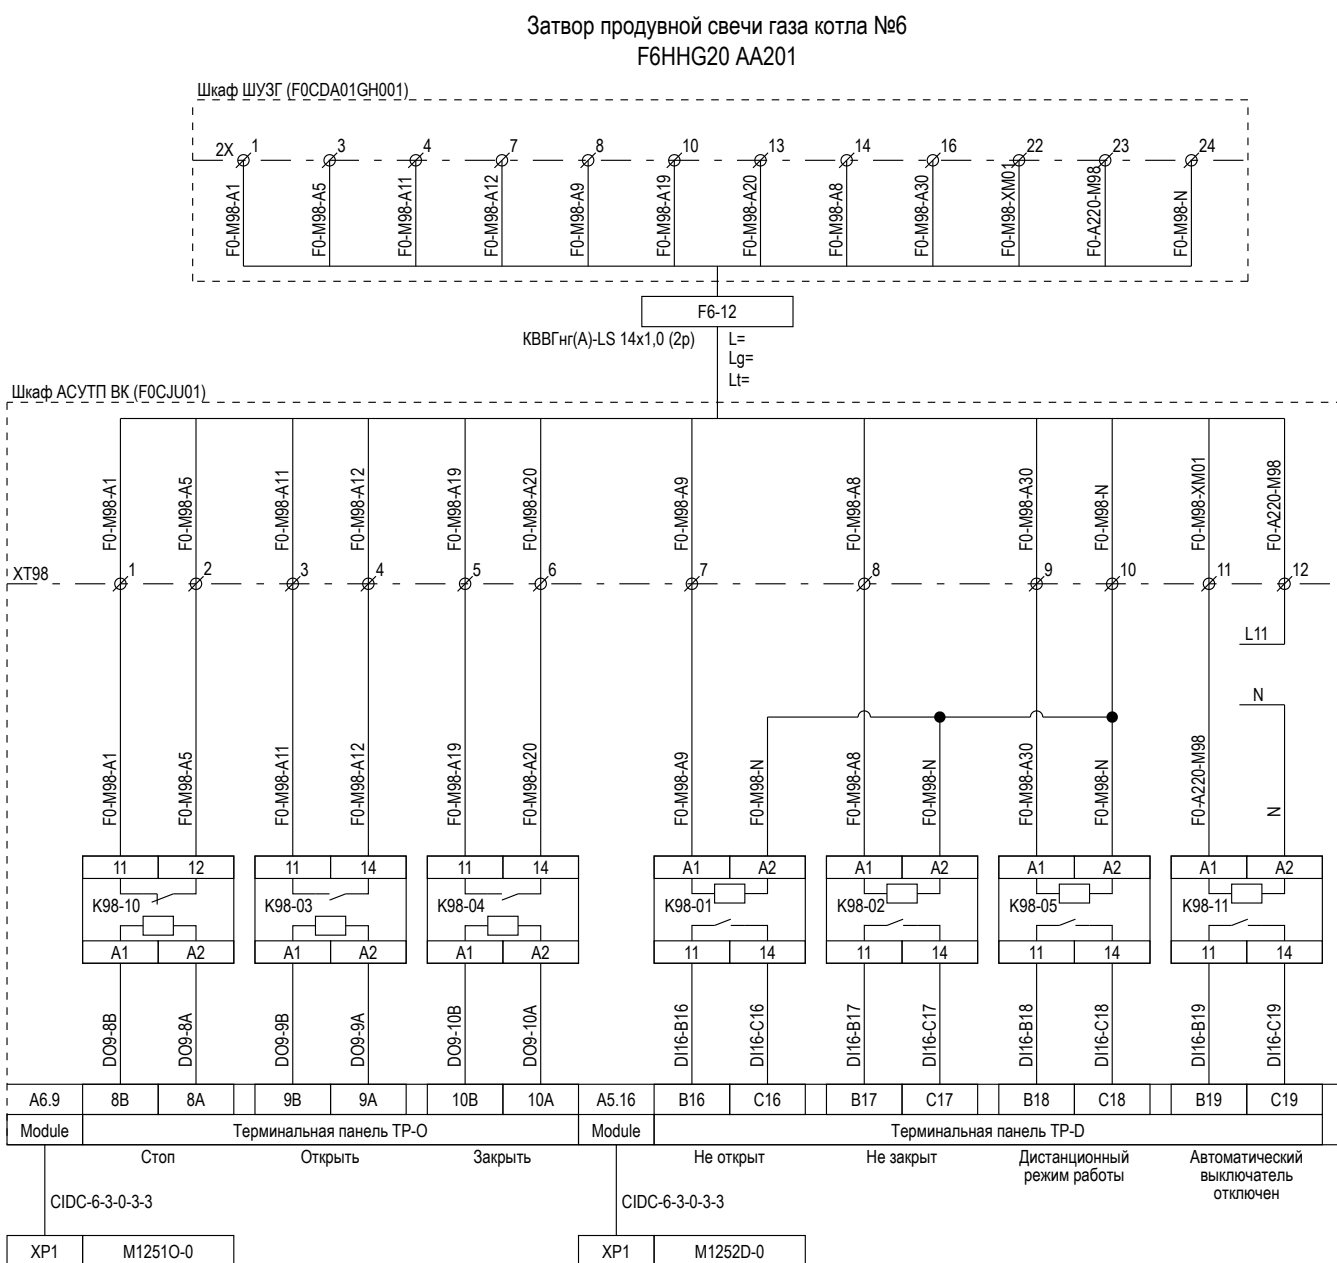 Затвор продувной свечи газа котла №6
F6HHG20 AA201
Шкаф ШУЗГ (F0CDA01GH001)
2X 1 3 4 7 8 10 13 14 16 22 23 24
F0-M98-A1 F0-M98-A5 F0-M98-A11 F0-M98-A12 F0-M98-A9 F0-M98-A19 F0-M98-A20 F0-M98-A8 F0-M98-A30 F0-M98-XM01 F0-A220-M98 F0-M98-N
F6-12
КВВГнг(А)-LS 14x1,0 (2р) L=
Lg=
Lt=
Шкаф АСУТП ВК (F0CJU01)
F0-M98-A1 F0-M98-A5 F0-M98-A11 F0-M98-A12 F0-M98-A19 F0-M98-A20 F0-M98-A9 F0-M98-A8 F0-M98-A30 F0-M98-N F0-M98-XM01 F0-A220-M98
XT98 1 2 3 4 5 6 7 8 9 10 11 12
L11
N
F0-M98-A1 F0-M98-A5 F0-M98-A11 F0-M98-A12 F0-M98-A19 F0-M98-A20 F0-M98-A9 F0-M98-N F0-M98-A8 F0-M98-N F0-M98-A30 F0-M98-N F0-A220-M98 N
11 12 11 14 11 14 A1 A2 A1 A2 A1 A2 A1 A2
K98-10 K98-03 K98-04 K98-01 K98-02 K98-05 K98-11
A1 A2 A1 A2 A1 A2 11 14 11 14 11 14 11 14
DO9-8B DO9-8A DO9-9B DO9-9A DO9-10B DO9-10A DI16-B16 DI16-C16 DI16-B17 DI16-C17 DI16-B18 DI16-C18 DI16-B19 DI16-C19
A6.9 8B 8A 9B 9A 10B 10A A5.16 B16 C16 B17 C17 B18 C18 B19 C19
Module Терминальная панель TP-O Module Терминальная панель TP-D
Стоп Открыть Закрыть Не открыт Не закрыт Дистанционный Автоматический
режим работы выключатель
отключен
CIDC-6-3-0-3-3 CIDC-6-3-0-3-3
XP1 M1251O-0 XP1 M1252D-0